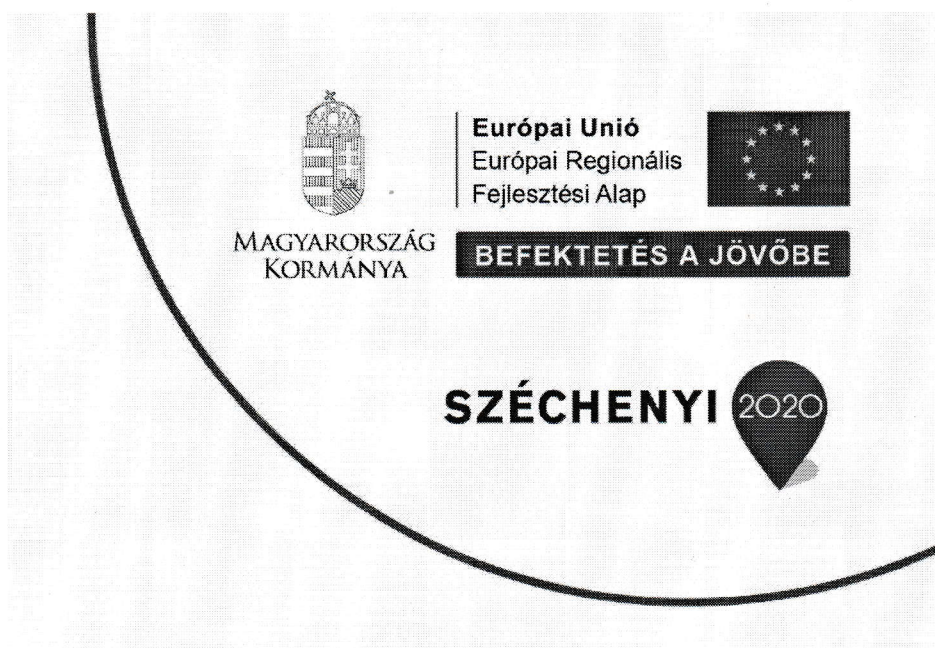 Európai Unió
Európai Regionális
Fejlesztési Alap
MAGYARORSZÁG
KORMÁNYA
BEFEKTETÉS A JÖVŐBE
SZÉCHENYI 2020